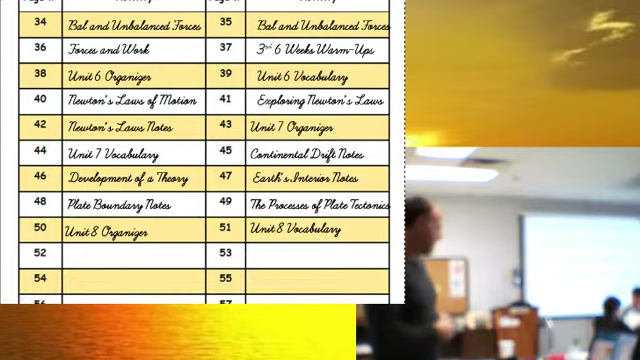 34 Bal and Unbalanced Forces 35 Bal and Unbalanced Forces
36 Forces and Work 37 3rd 6 Weeks Warm-Ups
38 Unit 6 Organizer 39 Unit 6 Vocabulary
40 Newton's Laws of Motion 41 Exploring Newton's Laws
42 Newton's Laws Notes 43 Unit 7 Organizer
44 Unit 7 Vocabulary 45 Continental Drift Notes
46 Development of a Theory 47 Earth's Interior Notes
48 Plate Boundary Notes 49 The Processes of Plate Tectonics
50 Unit 8 Organizer 51 Unit 8 Vocabulary
52 53
54 55
56 57